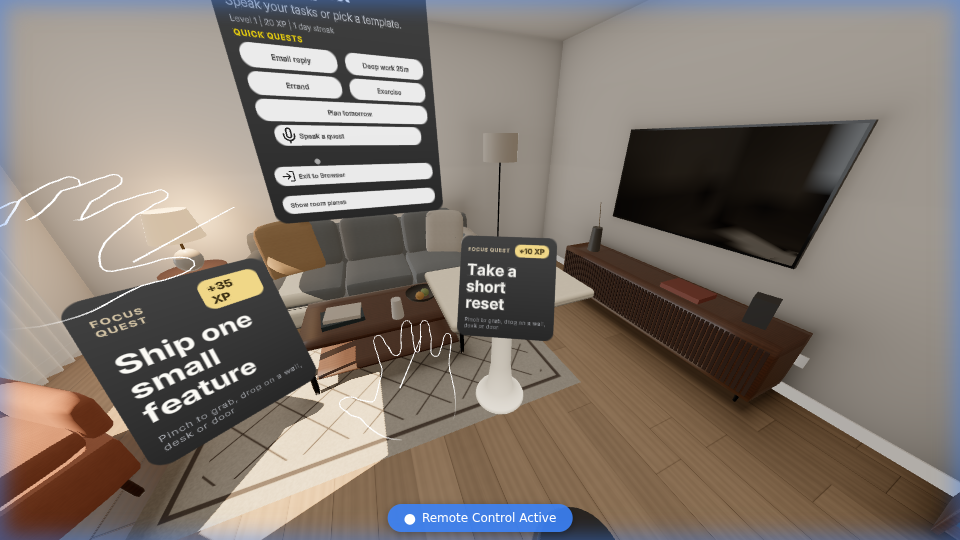 Speak your tasks or pick a template.
Level 1 | 20 XP | 1 day streak
QUICK QUESTS
Email reply
Deep work 25m
Errand
Exercise
Plan tomorrow
Speak a quest
Exit to Browser
Show room planes
FOCUS QUEST
+10 XP
Take a
short
reset
Pinch to grab, drop on a wall,
desk or door
FOCUS
QUEST
+35
XP
Ship one
small
feature
Pinch to grab, drop on a wall,
desk or door
Remote Control Active